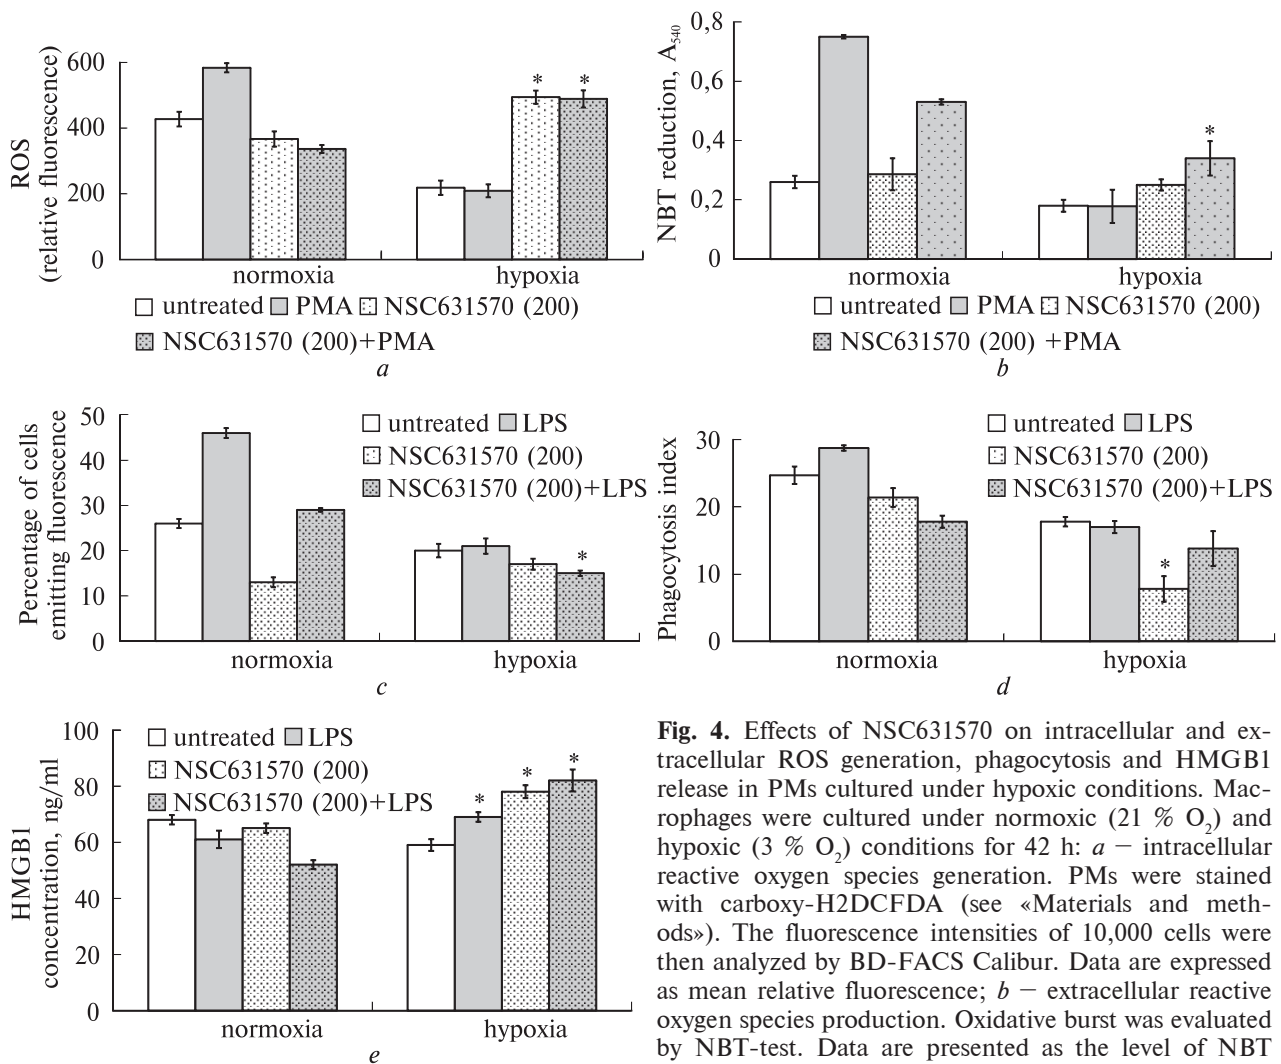 ROS
(relative fluorescence)
600
400
200
0
*
*
normoxia
hypoxia
untreated PMA NSC631570 (200)
NSC631570 (200)+PMA
a
NBT reduction, A540
0,8
0,6
0,4
0,2
0
*
normoxia
hypoxia
untreated PMA NSC631570 (200)
NSC631570 (200) +PMA
b
Percentage of cells
emitting fluorescence
50
40
30
20
10
0
untreated LPS
NSC631570 (200)
NSC631570 (200)+LPS
*
normoxia
hypoxia
c
Phagocytosis index
30
20
10
0
untreated LPS
NSC631570 (200)
NSC631570 (200)+LPS
*
normoxia
hypoxia
d
HMGB1
concentration, ng/ml
100
80
60
40
20
0
untreated LPS
NSC631570 (200)
NSC631570 (200)+LPS
*
*
*
normoxia
hypoxia
e
Fig. 4. Effects of NSC631570 on intracellular and ex-
tracellular ROS generation, phagocytosis and HMGB1
release in PMs cultured under hypoxic conditions. Mac-
rophages were cultured under normoxic (21 % O2) and
hypoxic (3 % O2) conditions for 42 h: a — intracellular
reactive oxygen species generation. PMs were stained
with carboxy-H2DCFDA (see «Materials and meth-
ods»). The fluorescence intensities of 10,000 cells were
then analyzed by BD-FACS Calibur. Data are expressed
as mean relative fluorescence; b — extracellular reactive
oxygen species production. Oxidative burst was evaluated
by NBT-test. Data are presented as the level of NBT